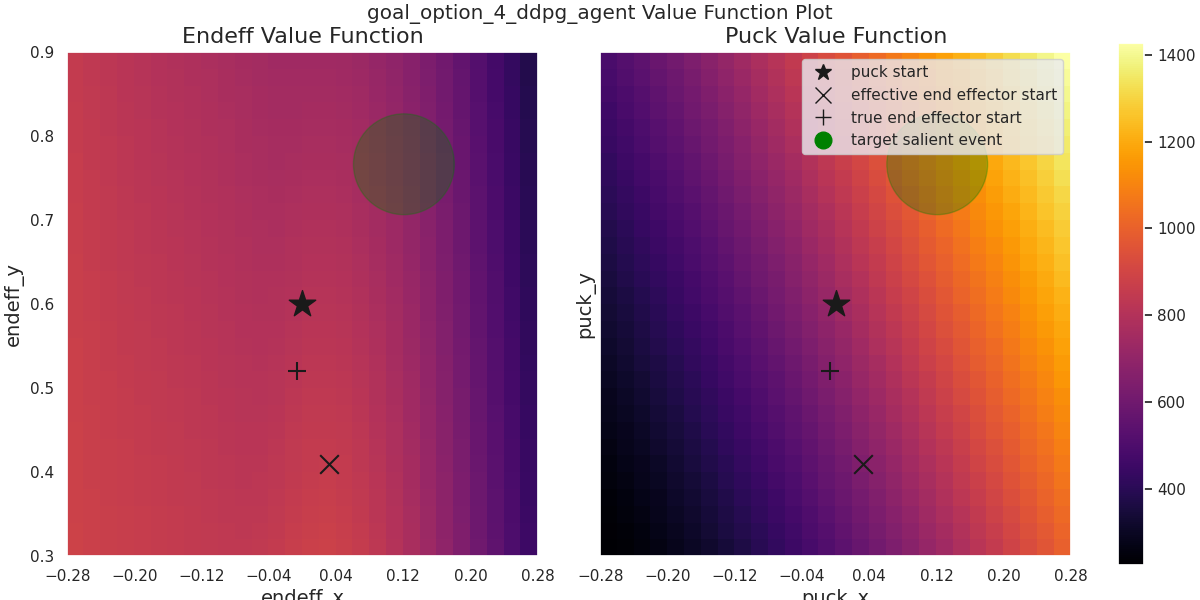 goal_option_4_ddpg_agent Value Function Plot
Endeff Value Function
Puck Value Function
puck start
effective end effector start
true end effector start
target salient event
endeff_y
0.9
0.8
0.7
0.6
0.5
0.4
0.3
−0.28 −0.20 −0.12 −0.04 0.04 0.12 0.20 0.28
endeff_x
puck_y
−0.28 −0.20 −0.12 −0.04 0.04 0.12 0.20 0.28
puck_x
1400
1200
1000
800
600
400